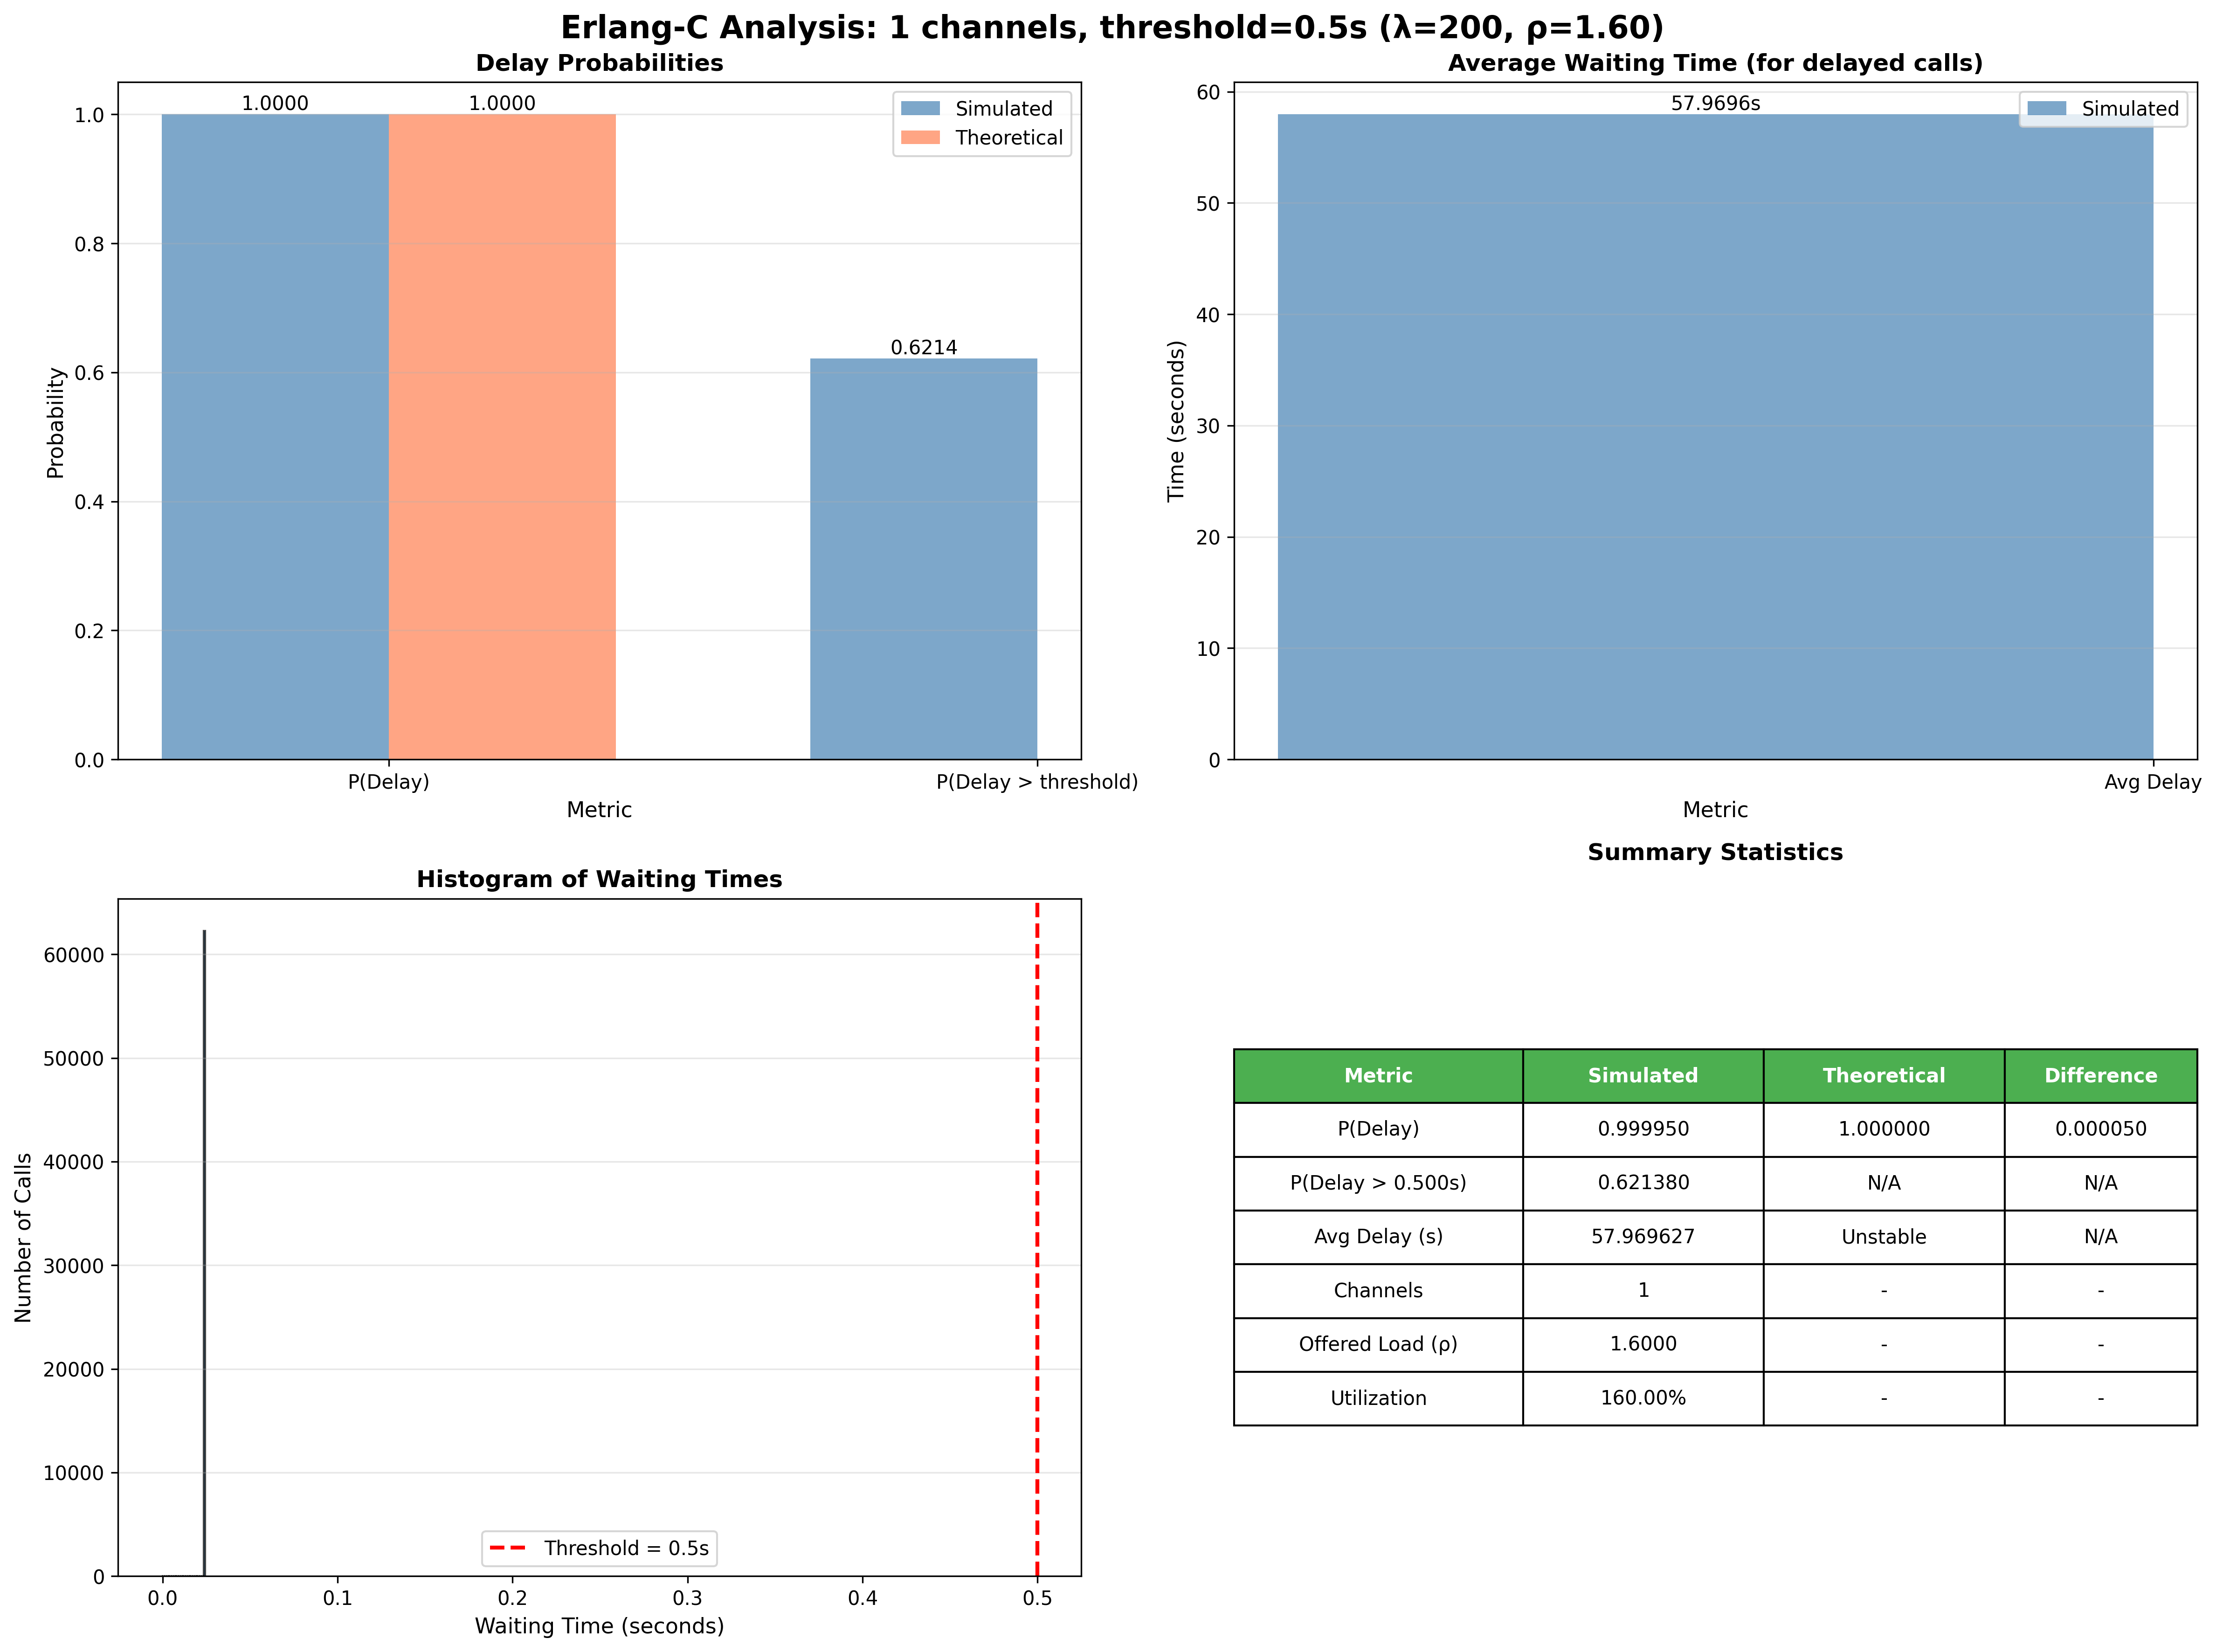 Erlang-C Analysis: 1 channels, threshold=0.5s (λ=200, ρ=1.60)
Delay Probabilities
1.0000
1.0000
0.6214
Simulated
Theoretical
1.0
0.8
0.6
0.4
0.2
0.0
Probability
P(Delay)
P(Delay > threshold)
Metric
Average Waiting Time (for delayed calls)
57.9696s
Simulated
60
50
40
30
20
10
0
Time (seconds)
Avg Delay
Metric
Histogram of Waiting Times
60000
50000
40000
30000
20000
10000
0
Number of Calls
Threshold = 0.5s
0.0 0.1 0.2 0.3 0.4 0.5
Waiting Time (seconds)
Summary Statistics
Metric Simulated Theoretical Difference
P(Delay) 0.999950 1.000000 0.000050
P(Delay > 0.500s) 0.621380 N/A N/A
Avg Delay (s) 57.969627 Unstable N/A
Channels 1 - -
Offered Load (ρ) 1.6000 - -
Utilization 160.00% - -